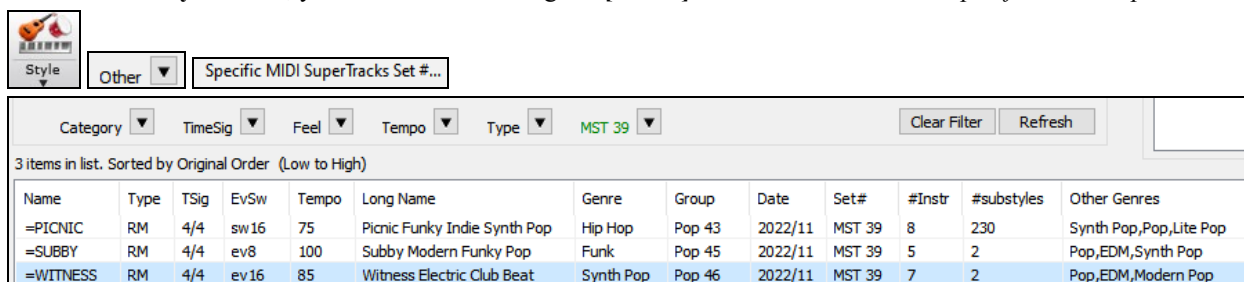 Style
Other
Specific MIDI SuperTracks Set #...
Category TimeSig Feel Tempo Type MST 39 Clear Filter Refresh
3 items in list. Sorted by Original Order (Low to High)
Name Type TSig EvSw Tempo Long Name Genre Group Date Set# #Instr #substyles Other Genres
=PICNIC RM 4/4 sw16 75 Picnic Funky Indie Synth Pop Hip Hop Pop 43 2022/11 MST 39 8 230 Synth Pop,Pop,Lite Pop
=SUBBY RM 4/4 ev8 100 Subby Modern Funky Pop Funk Pop 45 2022/11 MST 39 5 2 Pop,EDM,Synth Pop
=WITNESS RM 4/4 ev16 85 Witness Electric Club Beat Synth Pop Pop 46 2022/11 MST 39 7 2 Pop,EDM,Modern Pop